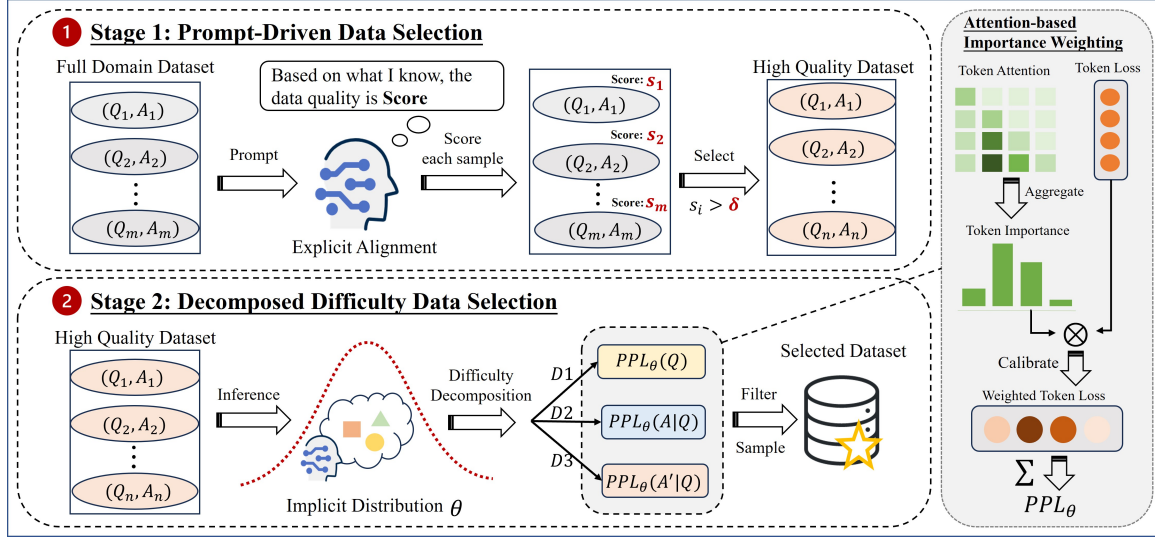 1 Stage 1: Prompt-Driven Data Selection
Full Domain Dataset
(Q₁, A₁)
(Q₂, A₂)
⋮
(Qₘ, Aₘ)
Prompt
Based on what I know, the
data quality is Score
Explicit Alignment
Score
each sample
Score: s₁
(Q₁, A₁)
Score: s₂
(Q₂, A₂)
⋮
Score: sₘ
(Qₘ, Aₘ)
Select
sᵢ > δ
High Quality Dataset
(Q₁, A₁)
(Q₂, A₂)
⋮
(Qₙ, Aₙ)
2 Stage 2: Decomposed Difficulty Data Selection
High Quality Dataset
(Q₁, A₁)
(Q₂, A₂)
⋮
(Qₙ, Aₙ)
Inference
Implicit Distribution θ
Difficulty
Decomposition
D1
D2
D3
PPL_θ(Q)
PPL_θ(A|Q)
PPL_θ(A'|Q)
Filter
Sample
Selected Dataset
Attention-based
Importance Weighting
Token Attention
Token Loss
Aggregate
Token Importance
⊗
Calibrate
Weighted Token Loss
Σ
PPL_θ